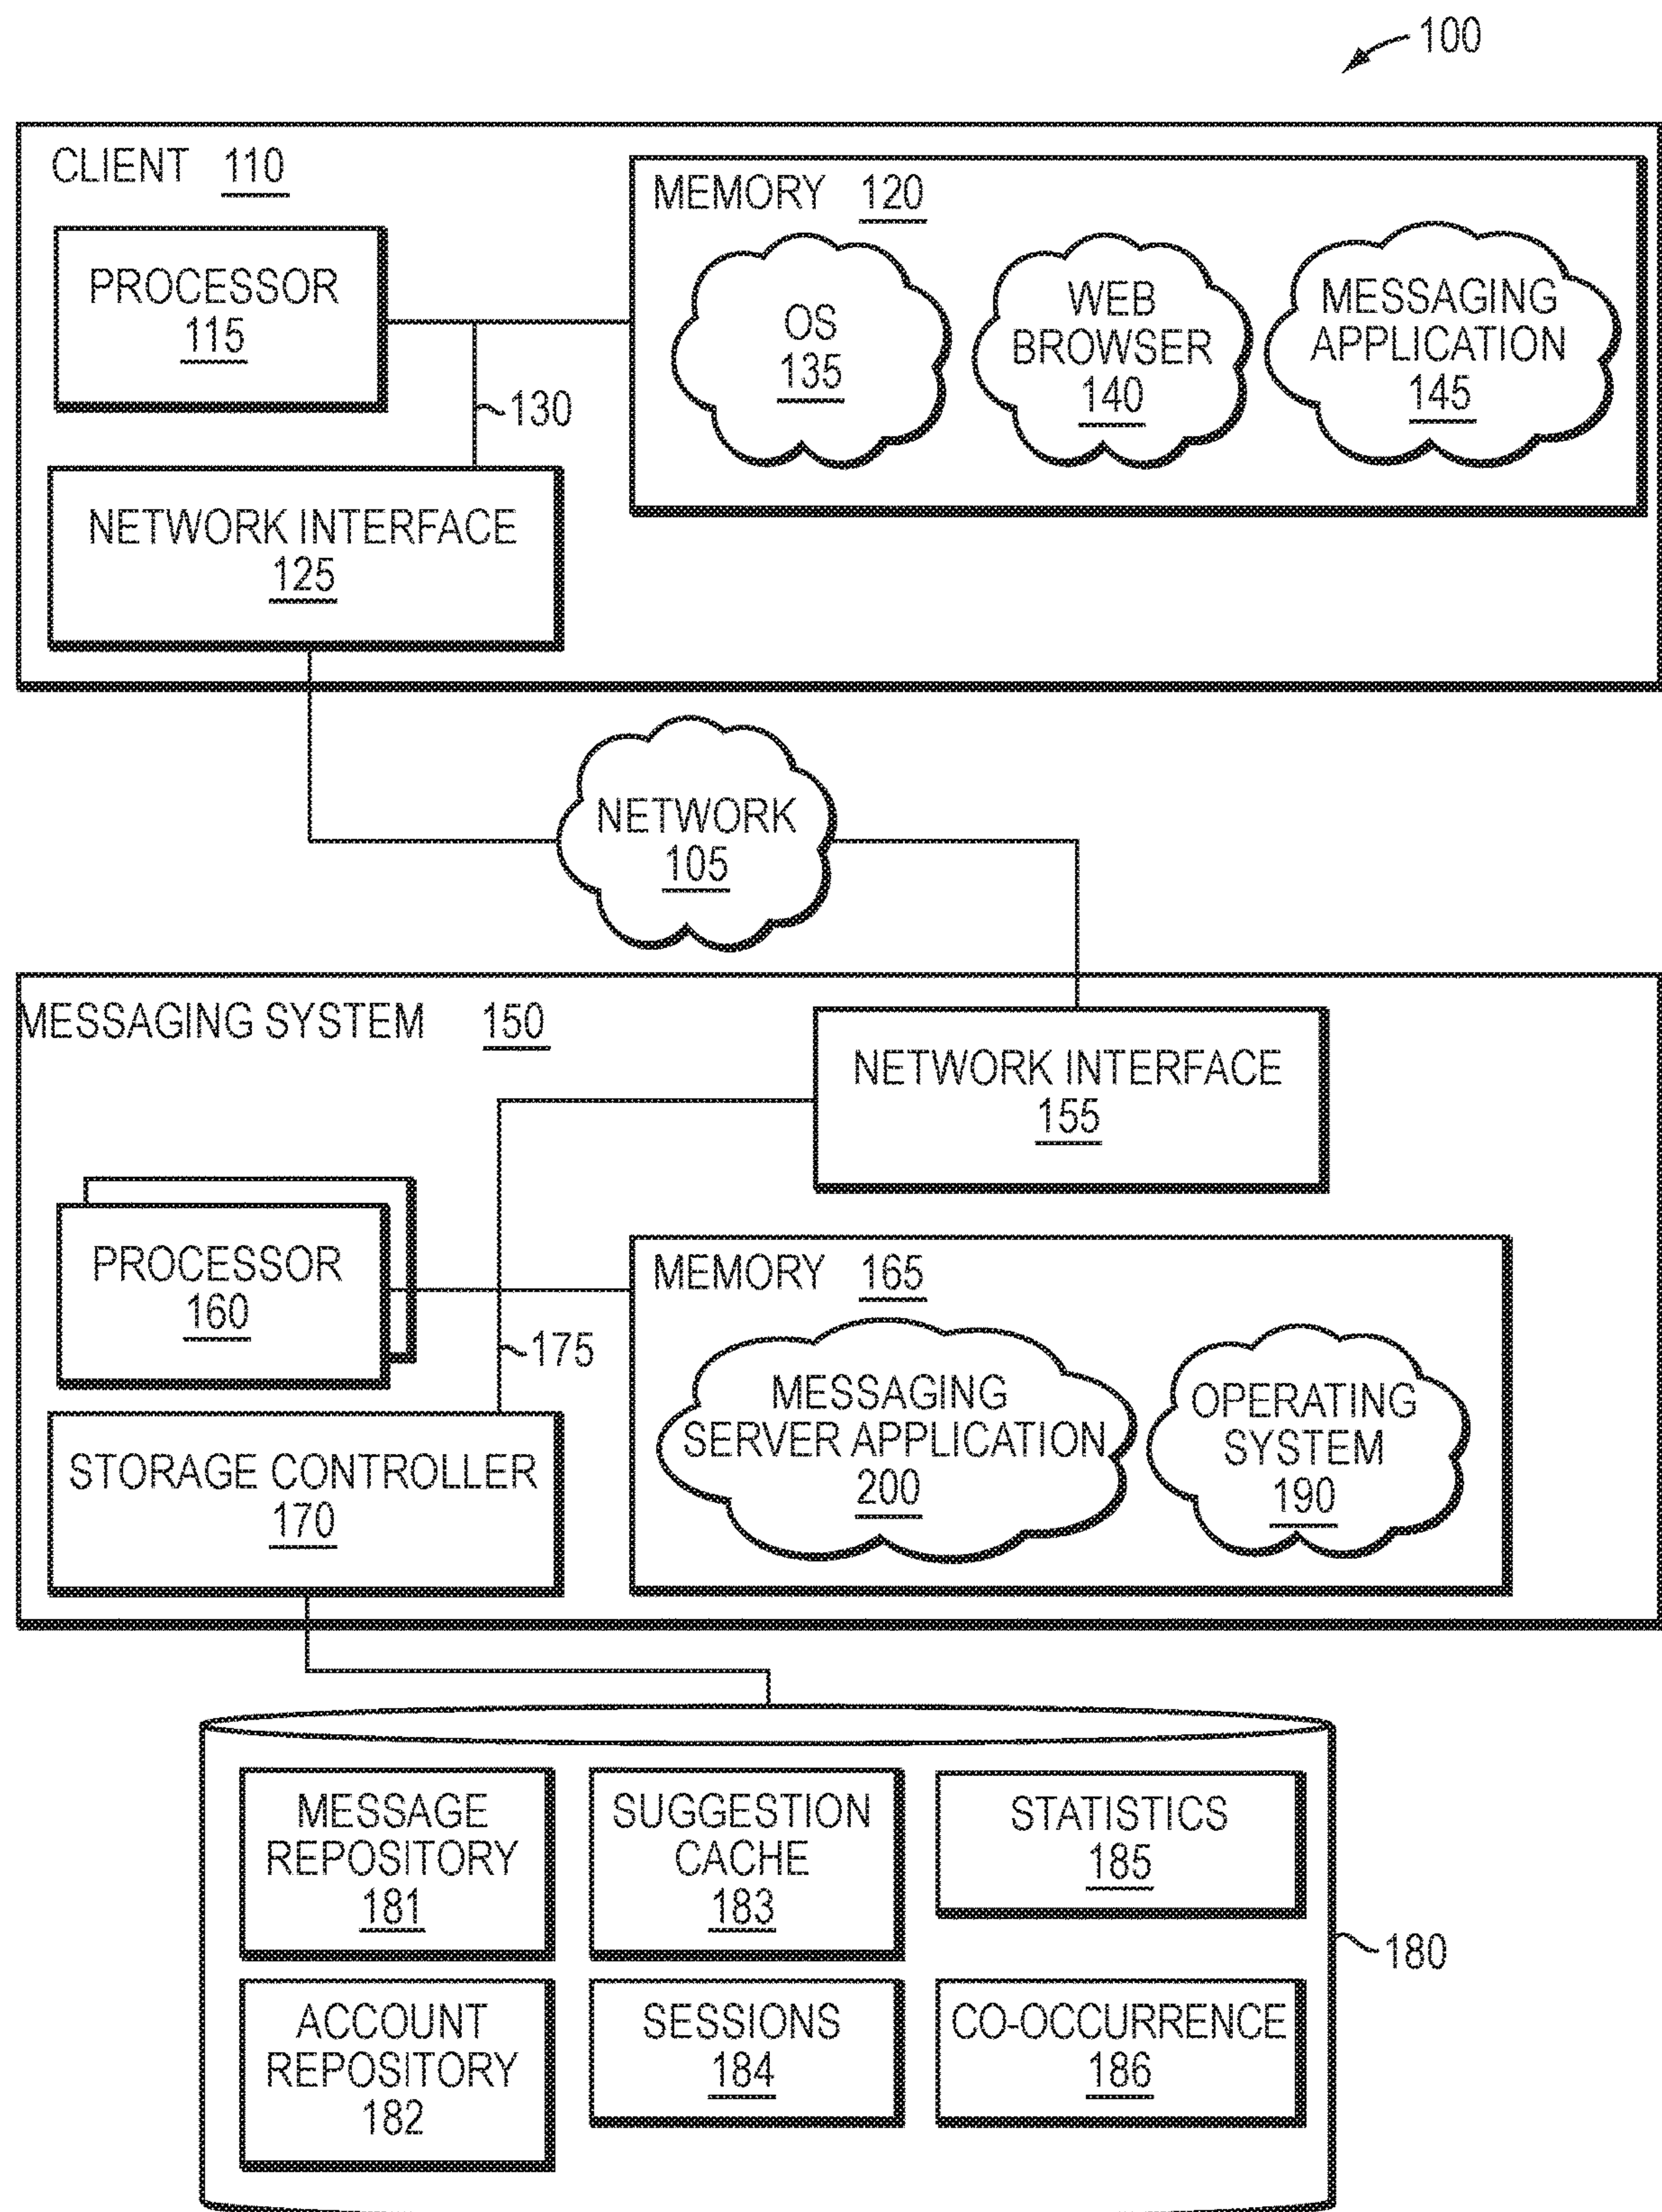 100
CLIENT 110
PROCESSOR
115
130
NETWORK INTERFACE
125
MEMORY 120
OS
135
WEB
BROWSER
140
MESSAGING
APPLICATION
145
NETWORK
105
MESSAGING SYSTEM 150
NETWORK INTERFACE
155
PROCESSOR
160
175
STORAGE CONTROLLER
170
MEMORY 165
MESSAGING
SERVER APPLICATION
200
OPERATING
SYSTEM
190
MESSAGE
REPOSITORY
181
SUGGESTION
CACHE
183
STATISTICS
185
180
ACCOUNT
REPOSITORY
182
SESSIONS
184
CO-OCCURRENCE
186